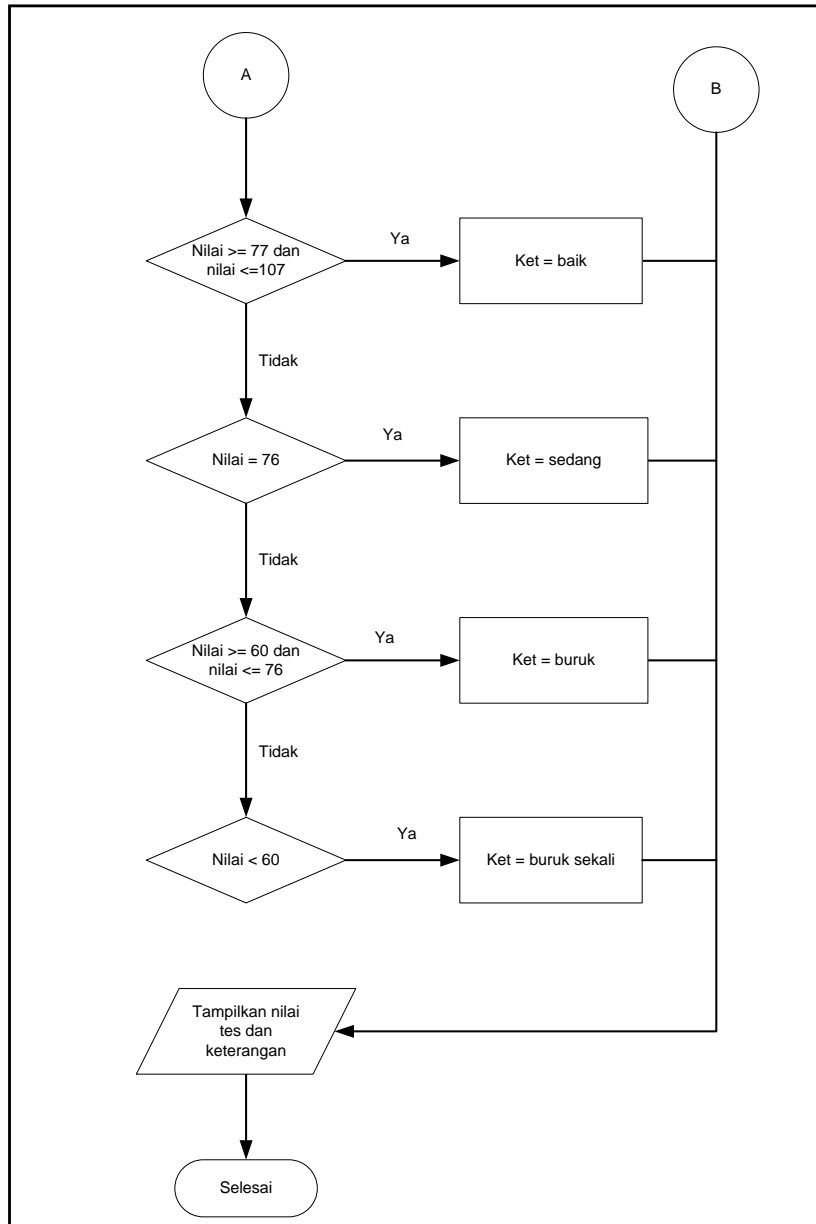 A
B
Nilai >= 77 dan
nilai <=107
Ya
Ket = baik
Tidak
Nilai = 76
Ya
Ket = sedang
Tidak
Nilai >= 60 dan
nilai <= 76
Ya
Ket = buruk
Tidak
Nilai < 60
Ya
Ket = buruk sekali
Tampilkan nilai
tes dan
keterangan
Selesai